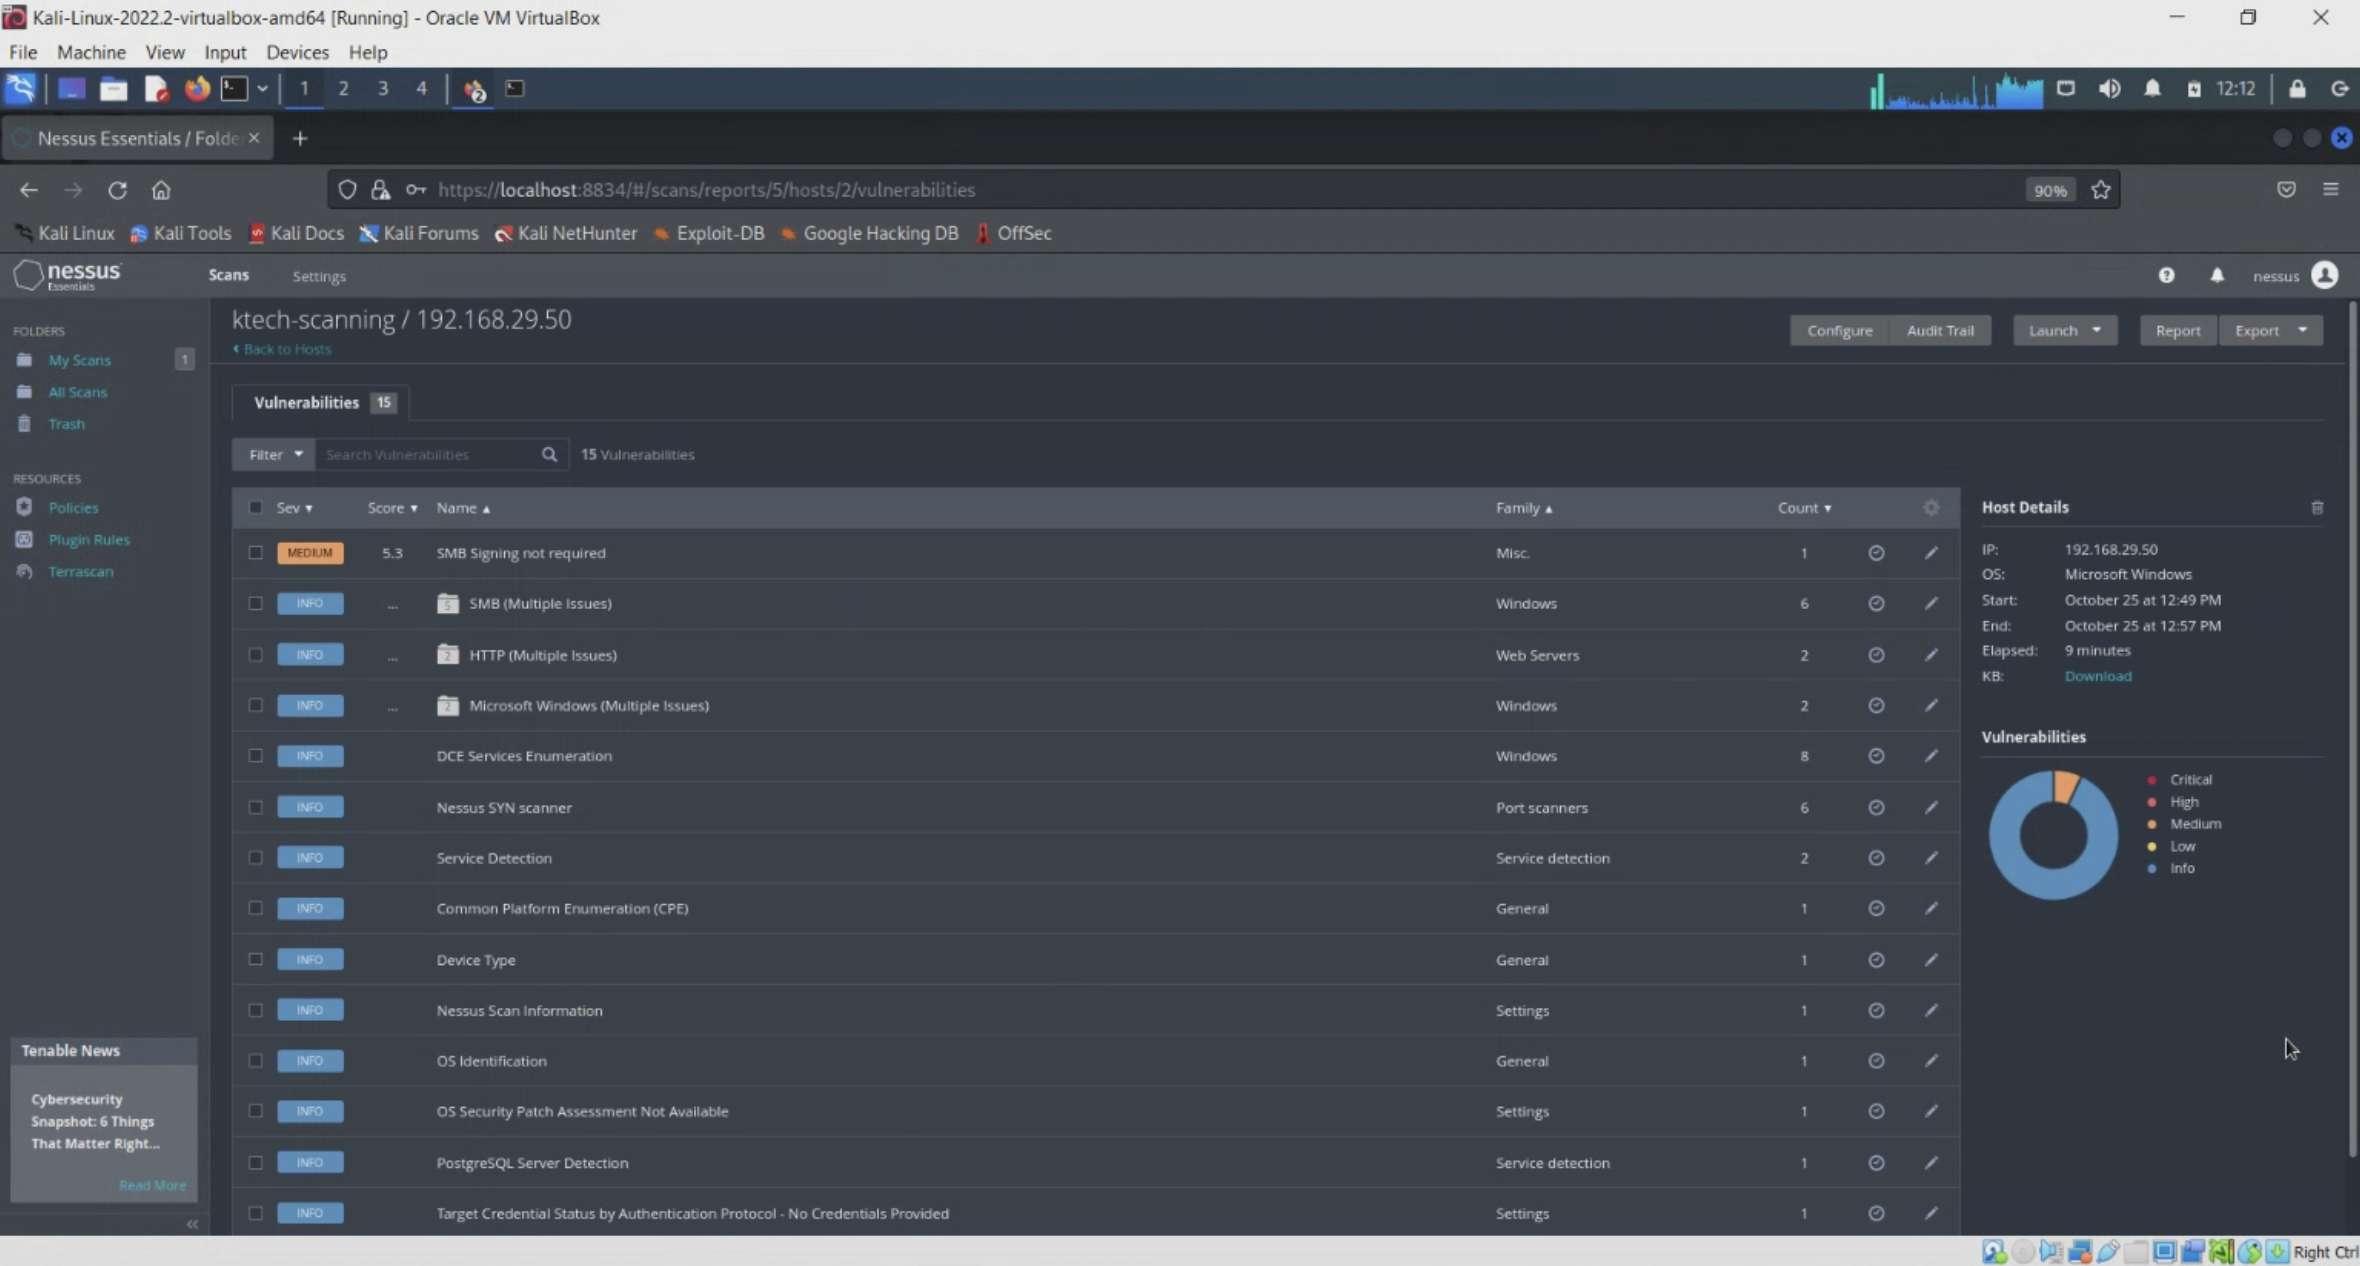 Kali-Linux-2022.2-virtualbox-amd64 [Running] - Oracle VM VirtualBox
File Machine View Input Devices Help
1 2 3 4 2 12:12
Nessus Essentials / Folde
https://localhost:8834/#/scans/reports/5/hosts/2/vulnerabilities 90%
Kali Linux Kali Tools Kali Docs Kali Forums Kali NetHunter Exploit-DB Google Hacking DB OffSec
nessus Essentials Scans Settings nessus
FOLDERS
My Scans 1
All Scans
Trash
RESOURCES
Policies
Plugin Rules
Terrascan
Tenable News
Cybersecurity
Snapshot: 6 Things
That Matter Right...
Read More
ktech-scanning / 192.168.29.50
Back to Hosts
Configure Audit Trail Launch Report Export
Vulnerabilities 15
Filter Search Vulnerabilities 15 Vulnerabilities
Sev Score Name Family Count
MEDIUM 5.3 SMB Signing not required Misc. 1
INFO ... 5 SMB (Multiple Issues) Windows 6
INFO ... 2 HTTP (Multiple Issues) Web Servers 2
INFO ... 2 Microsoft Windows (Multiple Issues) Windows 2
INFO DCE Services Enumeration Windows 8
INFO Nessus SYN scanner Port scanners 6
INFO Service Detection Service detection 2
INFO Common Platform Enumeration (CPE) General 1
INFO Device Type General 1
INFO Nessus Scan Information Settings 1
INFO OS Identification General 1
INFO OS Security Patch Assessment Not Available Settings 1
INFO PostgreSQL Server Detection Service detection 1
INFO Target Credential Status by Authentication Protocol - No Credentials Provided Settings 1
Host Details
IP: 192.168.29.50
OS: Microsoft Windows
Start: October 25 at 12:49 PM
End: October 25 at 12:57 PM
Elapsed: 9 minutes
KB: Download
Vulnerabilities
Critical
High
Medium
Low
Info
Right Ctrl